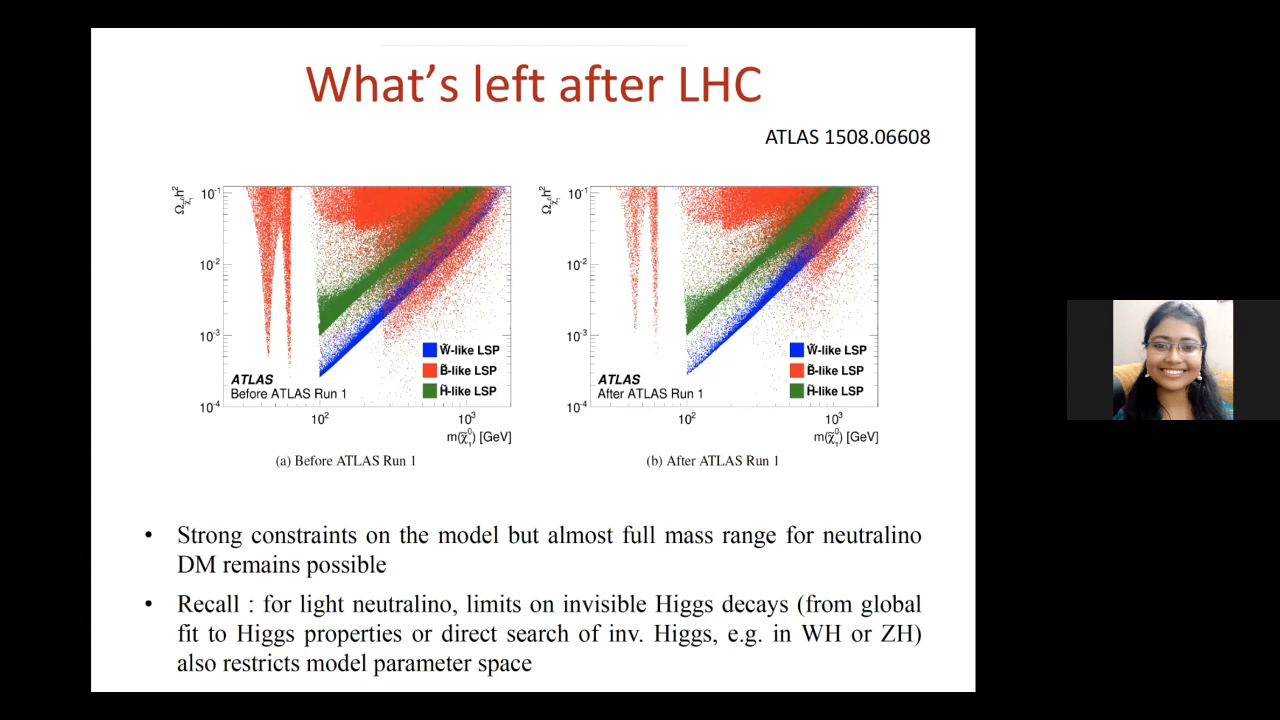 What's left after LHC
ATLAS 1508.06608
Ω_χ̃₁⁰ h²
10⁻¹
10⁻²
10⁻³
10⁻⁴
W̃-like LSP
B̃-like LSP
H̃-like LSP
ATLAS
Before ATLAS Run 1
10²
10³
m(χ̃₁⁰) [GeV]
(a) Before ATLAS Run 1
Ω_χ̃₁⁰ h²
10⁻¹
10⁻²
10⁻³
10⁻⁴
W̃-like LSP
B̃-like LSP
H̃-like LSP
ATLAS
After ATLAS Run 1
10²
10³
m(χ̃₁⁰) [GeV]
(b) After ATLAS Run 1
• Strong constraints on the model but almost full mass range for neutralino
DM remains possible
• Recall : for light neutralino, limits on invisible Higgs decays (from global
fit to Higgs properties or direct search of inv. Higgs, e.g. in WH or ZH)
also restricts model parameter space